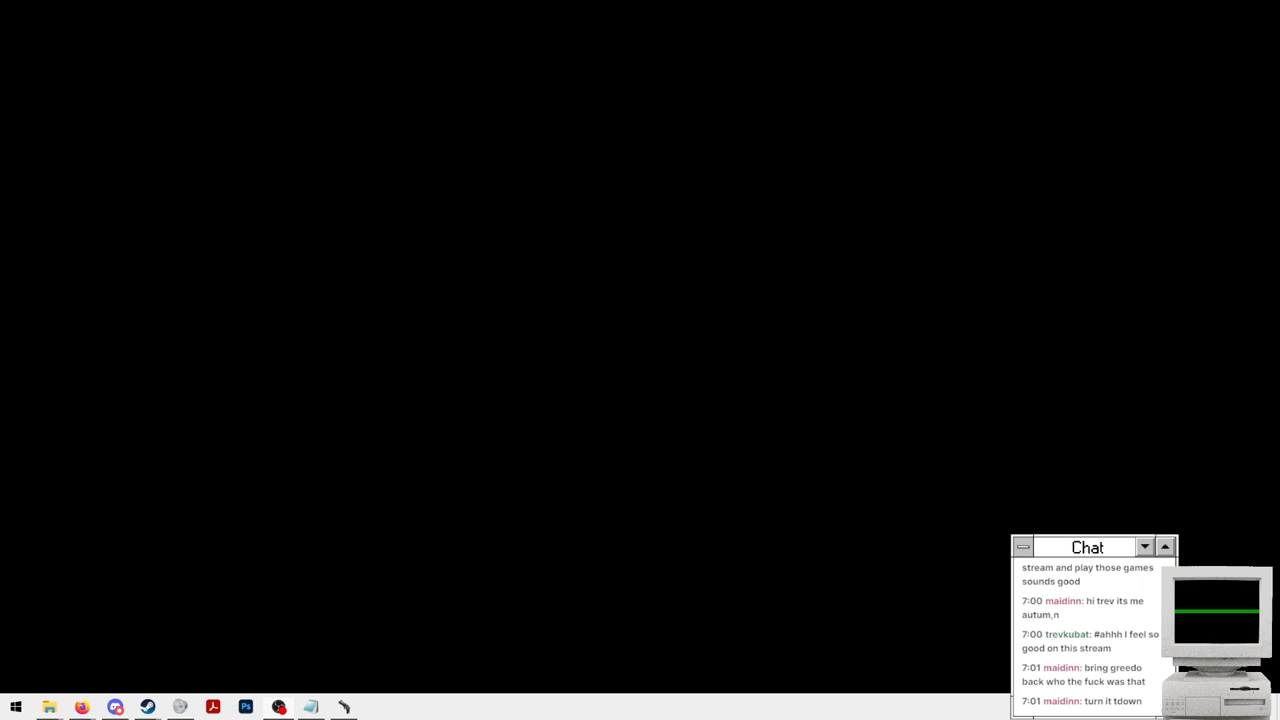 Chat
stream and play those games
sounds good
7:00 maidinn: hi trev its me
autum,n
7:00 trevkubat: #ahhh I feel so
good on this stream
7:01 maidinn: bring greedo
back who the fuck was that
7:01 maidinn: turn it tdown
Ps